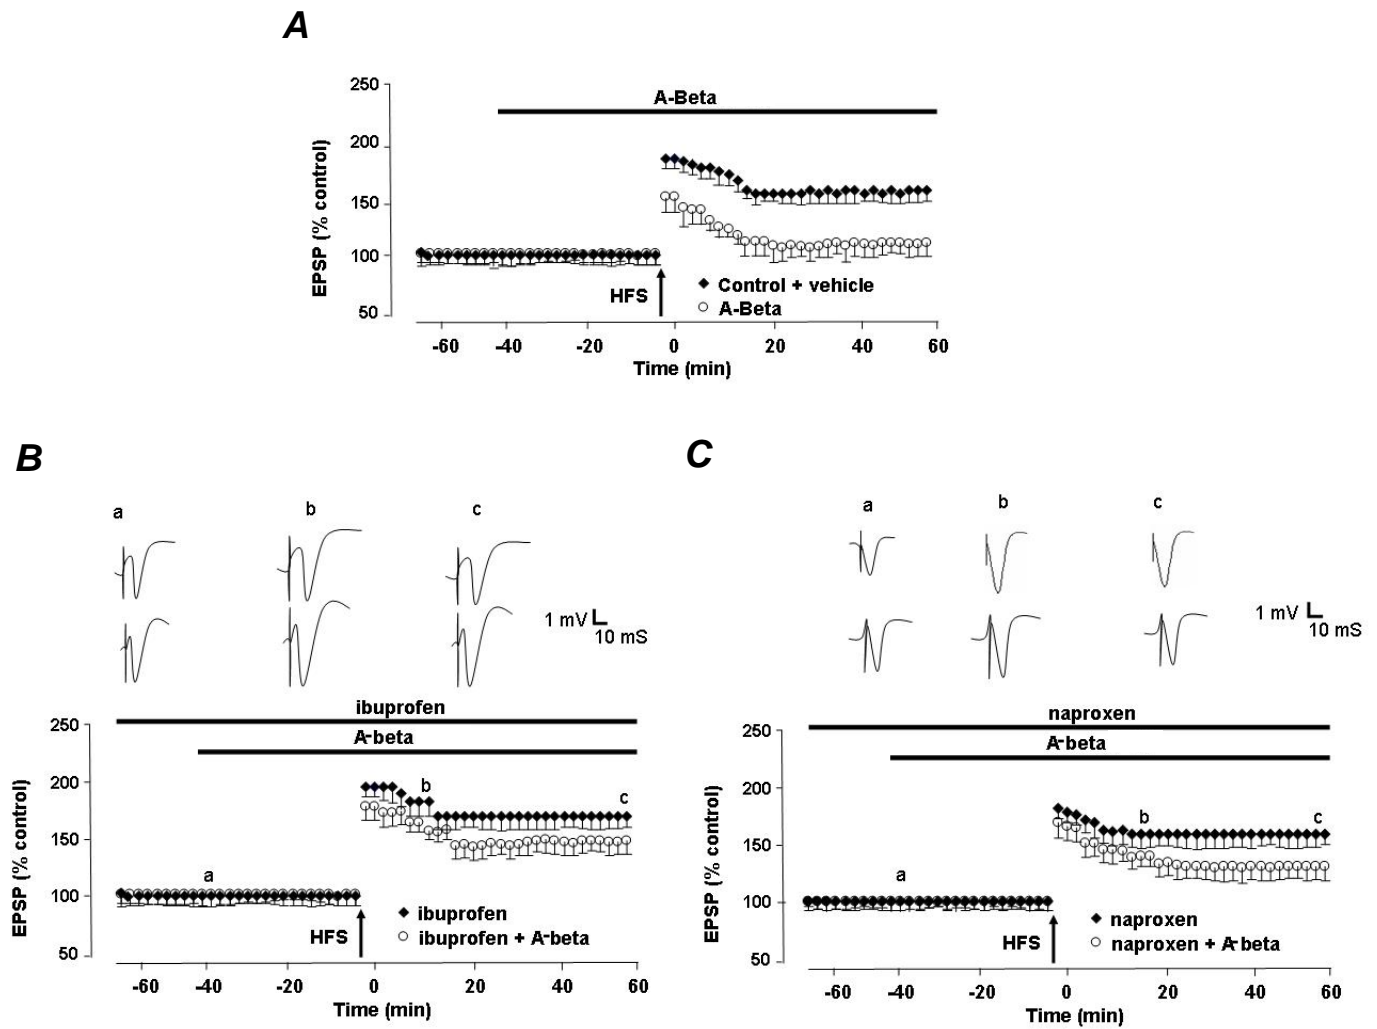 A
250
A-Beta
200
150
100
50
EPSP (% control)
HFS
Control + vehicle
A-Beta
-60 -40 -20 0 20 40 60
Time (min)
B
a b c
1 mV
10 mS
ibuprofen
250
A-beta
200
b
c
150
a
100
50
EPSP (% control)
HFS
ibuprofen
ibuprofen + A-beta
-60 -40 -20 0 20 40 60
Time (min)
C
a b c
1 mV
10 mS
naproxen
250
A-beta
200
b c
150
a
100
50
EPSP (% control)
HFS
naproxen
naproxen + A-beta
-60 -40 -20 0 20 40 60
Time (min)